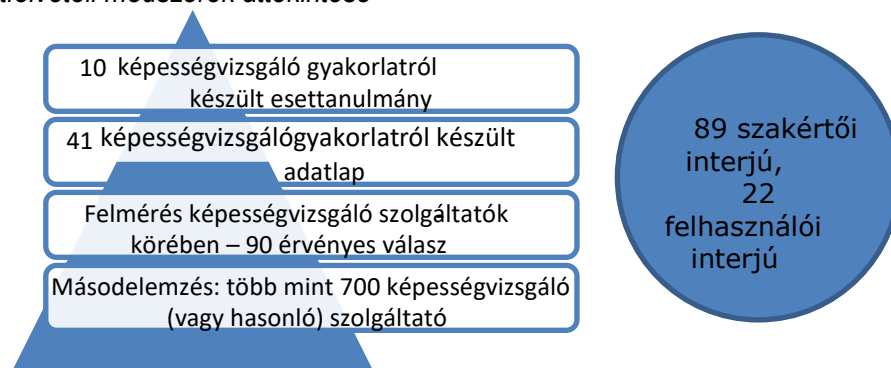 10 képességvizsgáló gyakorlatról
készült esettanulmány
41 képességvizsgálógyakorlatról készült
adatlap
Felmérés képességvizsgáló szolgáltatók
körében – 90 érvényes válasz
Másodelemzés: több mint 700 képességvizsgáló
(vagy hasonló) szolgáltató
89 szakértői
interjú,
22
felhasználói
interjú